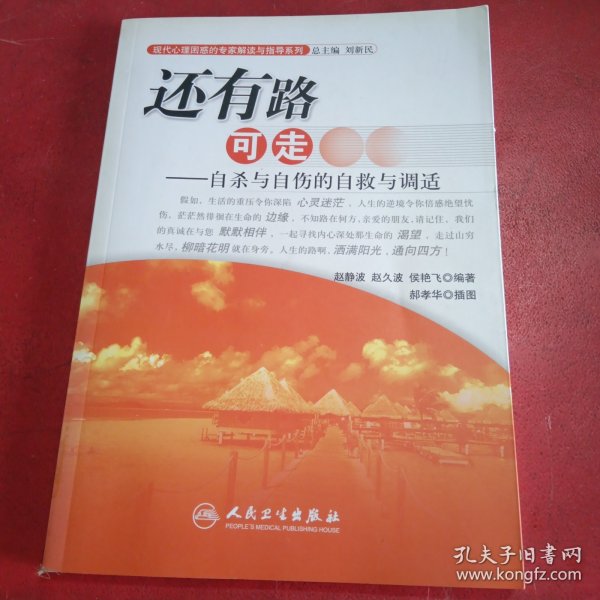 现代心理困惑的专家解读与指导系列 总主编 刘新民
还有路
可走
——自杀与自伤的自救与调适
假如，生活的重压令你深陷 心灵迷茫，人生的逆境令你倍感绝望忧
伤，茫茫然徘徊在生命的 边缘，不知路在何方，亲爱的朋友，请记住，我们
的真诚在与您 默默相伴，一起寻找内心深处那生命的 渴望，走过山穷
水尽，柳暗花明 就在身旁。人生的路啊，洒满阳光，通向四方！
赵静波 赵久波 侯艳飞◎编著
郝孝华◎插图
人民卫生出版社
PEOPLE'S MEDICAL PUBLISHING HOUSE
孔夫子旧书网
www.kongfz.com